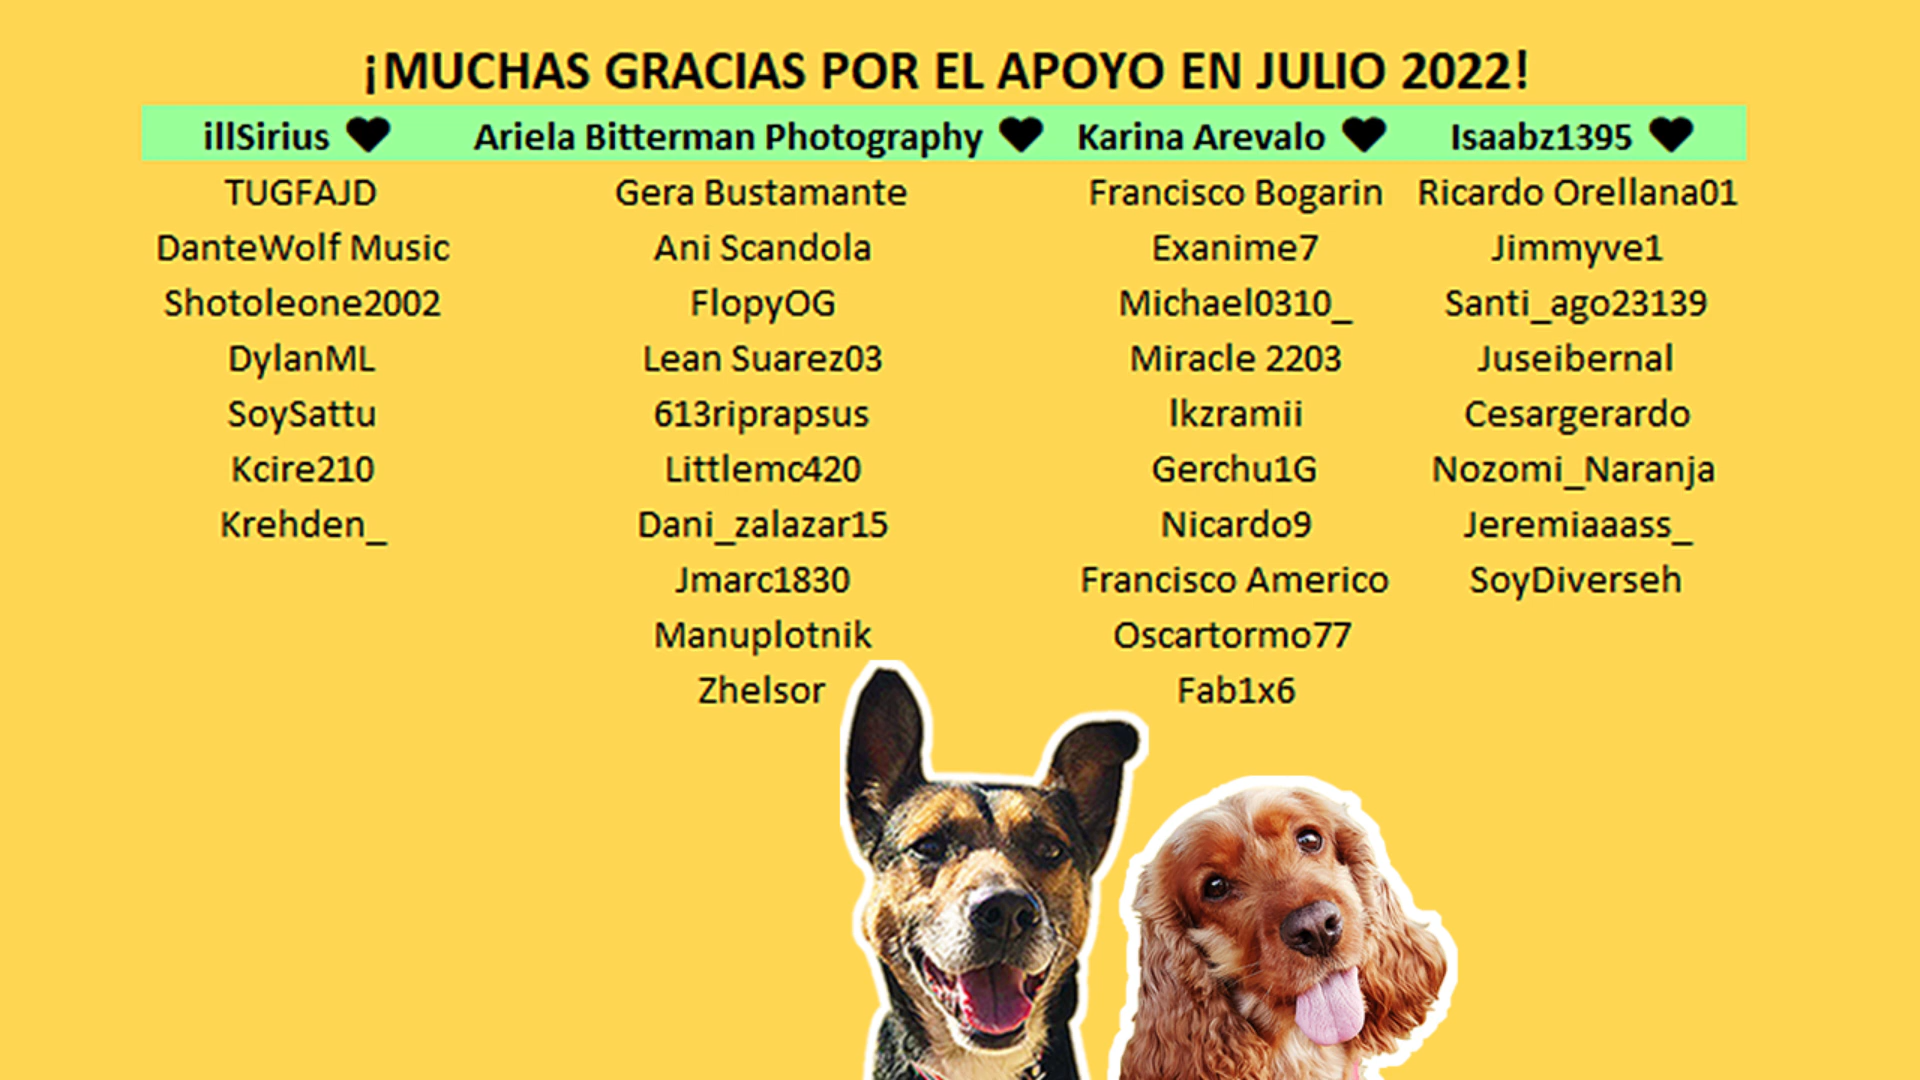 ¡MUCHAS GRACIAS POR EL APOYO EN JULIO 2022!
illSirius 🖤 Ariela Bitterman Photography 🖤 Karina Arevalo 🖤 Isaabz1395 🖤
TUGFAJD Gera Bustamante Francisco Bogarin Ricardo Orellana01
DanteWolf Music Ani Scandola Exanime7 Jimmyve1
Shotoleone2002 FlopyOG Michael0310_ Santi_ago23139
DylanML Lean Suarez03 Miracle 2203 Juseibernal
SoySattu 613riprapsus lkzramii Cesargerardo
Kcire210 Littlemc420 Gerchu1G Nozomi_Naranja
Krehden_ Dani_zalazar15 Nicardo9 Jeremiaaass_
Jmarc1830 Francisco Americo SoyDiverseh
Manuplotnik Oscartormo77
Zhelsor Fab1x6